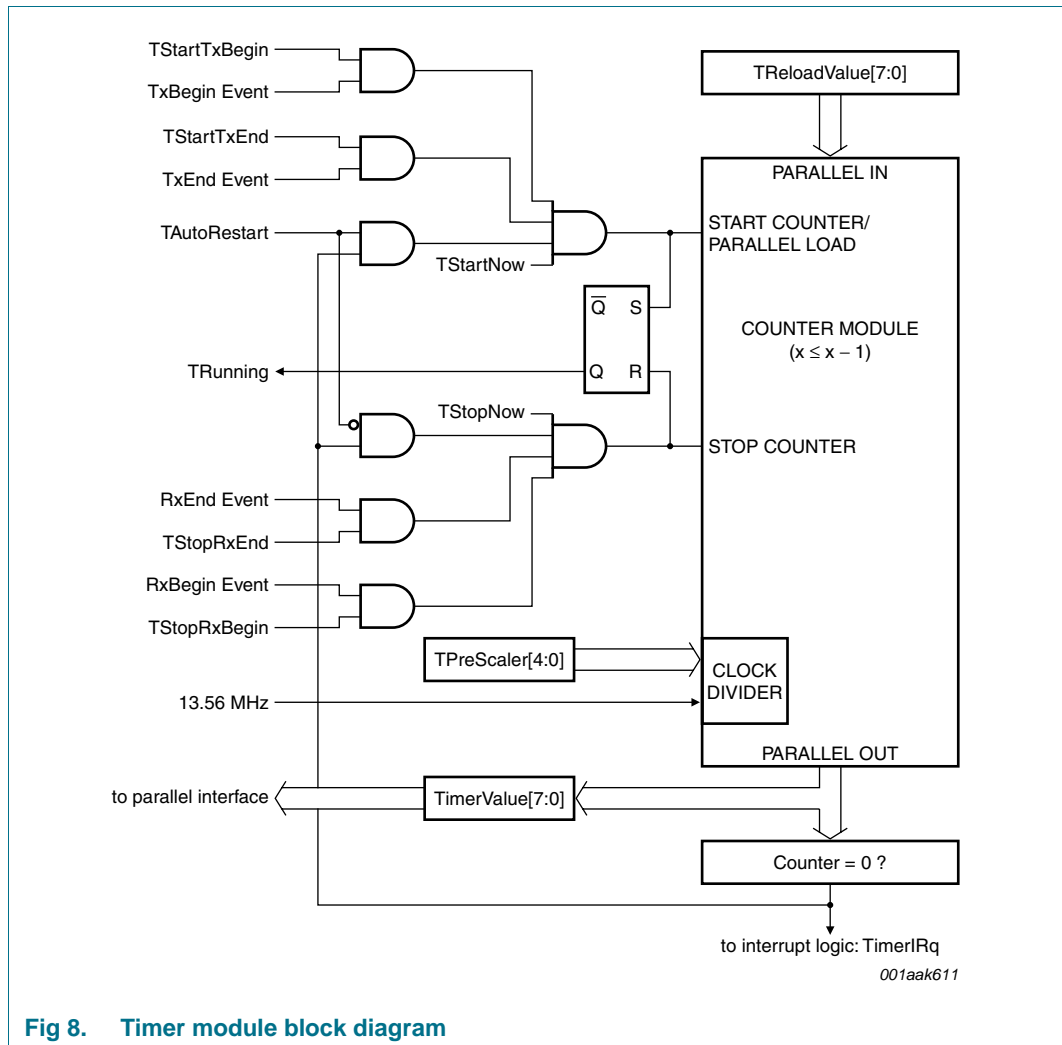 TStartTxBegin
TxBegin Event
TReloadValue[7:0]
TStartTxEnd
TxEnd Event
PARALLEL IN
TAutoRestart
START COUNTER/
PARALLEL LOAD
TStartNow
Q̅ S
COUNTER MODULE
(x ≤ x − 1)
TRunning
Q R
TStopNow
STOP COUNTER
RxEnd Event
TStopRxEnd
RxBegin Event
TStopRxBegin
TPreScaler[4:0]
CLOCK
DIVIDER
13.56 MHz
PARALLEL OUT
to parallel interface
TimerValue[7:0]
Counter = 0 ?
to interrupt logic: TimerIRq
001aak611
Fig 8. Timer module block diagram